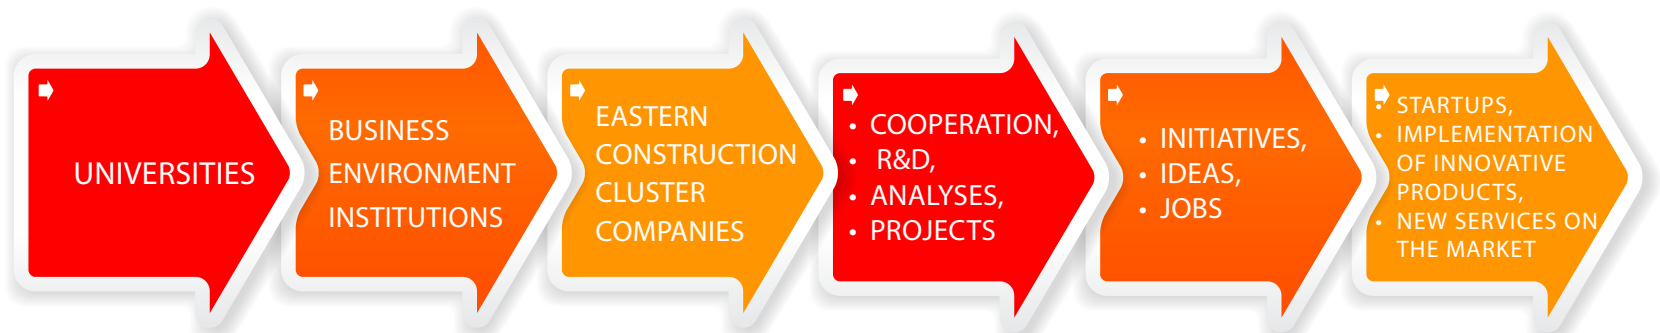 UNIVERSITIES
BUSINESS
ENVIRONMENT
INSTITUTIONS
EASTERN
CONSTRUCTION
CLUSTER
COMPANIES
• COOPERATION,
• R&D,
• ANALYSES,
• PROJECTS
• INITIATIVES,
• IDEAS,
• JOBS
• STARTUPS,
• IMPLEMENTATION
OF INNOVATIVE
PRODUCTS,
• NEW SERVICES ON
THE MARKET